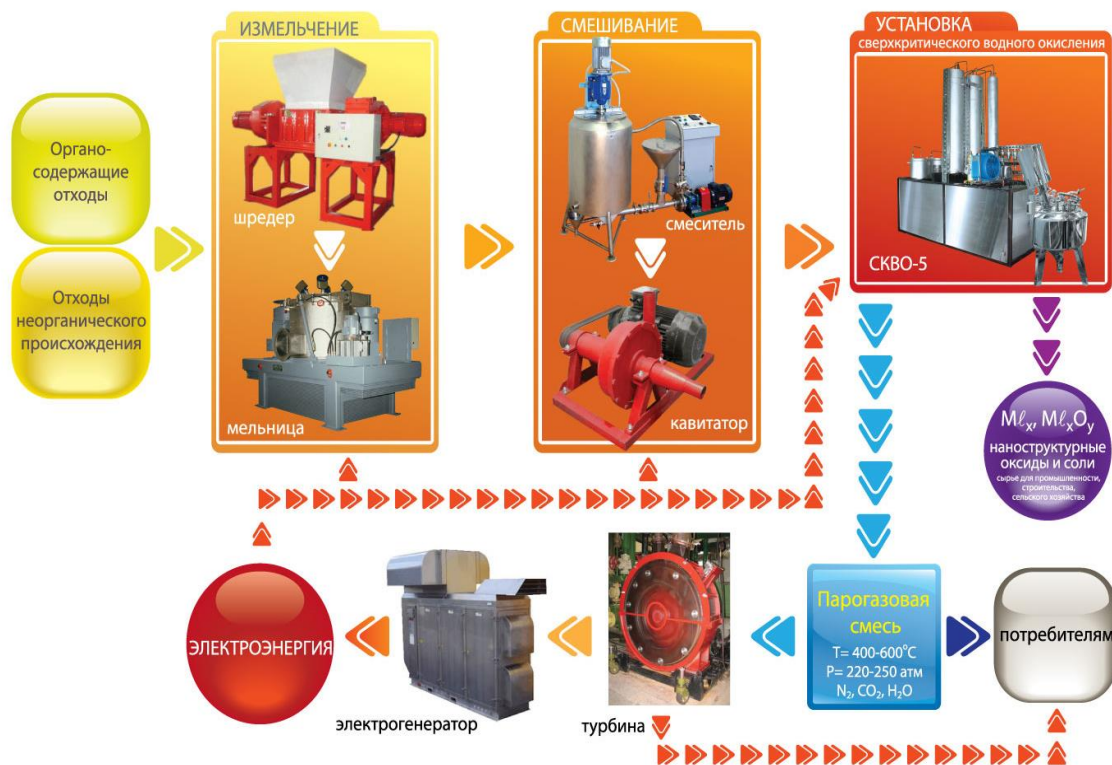 Органо-
содержащие
отходы
Отходы
неорганического
происхождения
ИЗМЕЛЬЧЕНИЕ
шредер
мельница
СМЕШИВАНИЕ
смеситель
кавитатор
УСТАНОВКА
сверхкритического водного окисления
СКВО-5
Mℓx, MℓxOy
наноструктурные
оксиды и соли
сырье для промышленности,
строительства,
сельского хозяйства
ЭЛЕКТРОЭНЕРГИЯ
электрогенератор
турбина
Парогазовая
смесь
T= 400-600°C
P= 220-250 атм
N₂, CO₂, H₂O
потребителям